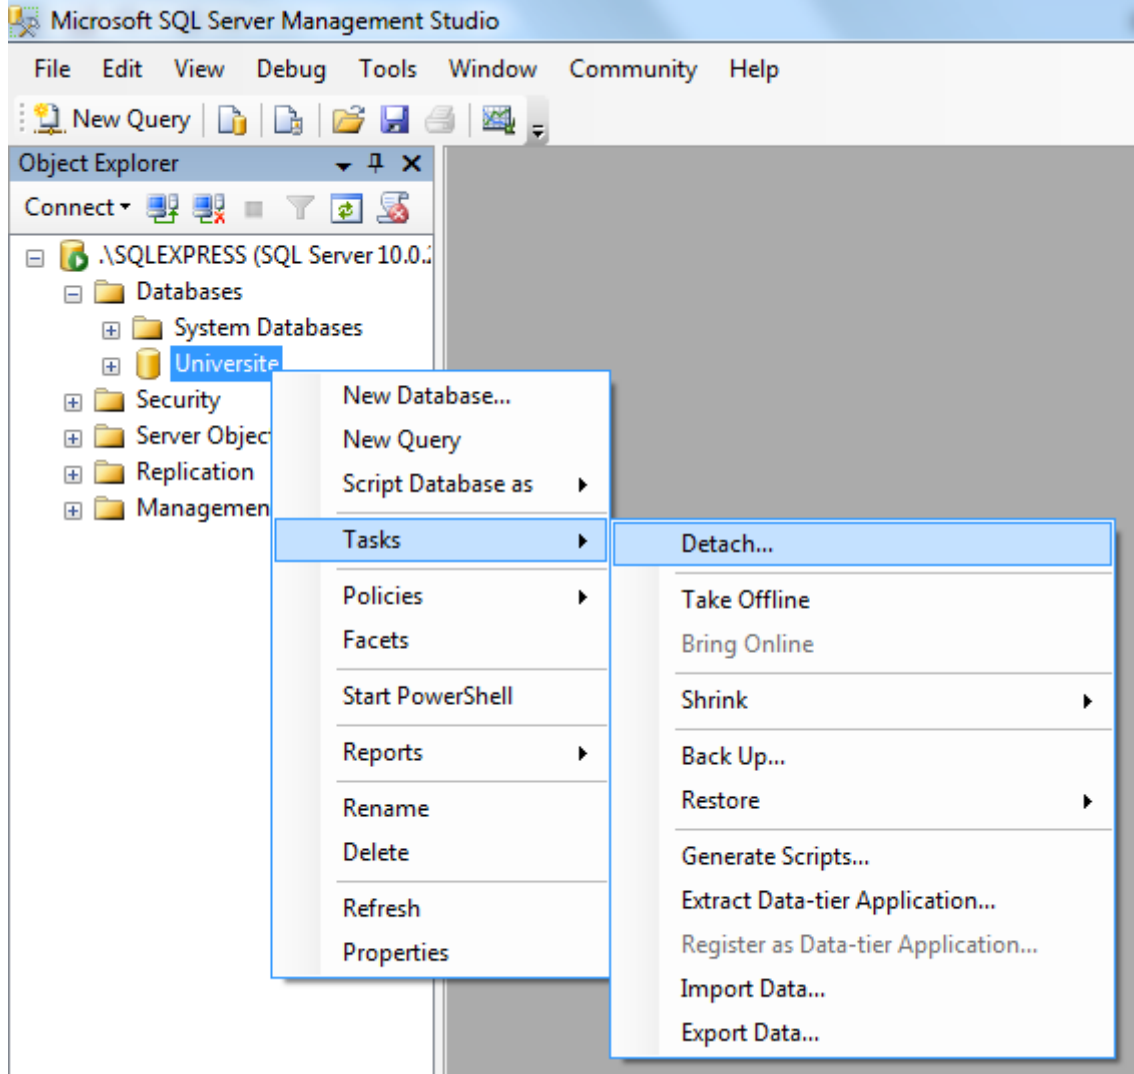 Microsoft SQL Server Management Studio
File Edit View Debug Tools Window Community Help
New Query
Object Explorer
Connect
.\SQLEXPRESS (SQL Server 10.0.
Databases
System Databases
Universite
Security
Server Objec
Replication
Managemen
New Database...
New Query
Script Database as
Tasks
Policies
Facets
Start PowerShell
Reports
Rename
Delete
Refresh
Properties
Detach...
Take Offline
Bring Online
Shrink
Back Up...
Restore
Generate Scripts...
Extract Data-tier Application...
Register as Data-tier Application...
Import Data...
Export Data...